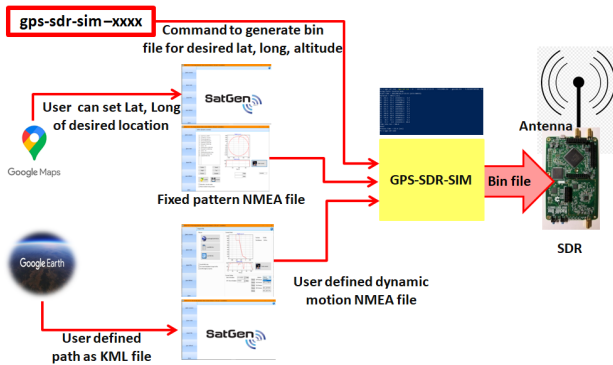 gps-sdr-sim–xxxx
Command to generate bin
file for desired lat, long, altitude
User can set Lat, Long
of desired location
SatGen
Google Maps
Fixed pattern NMEA file
Antenna
GPS-SDR-SIM
Bin file
SDR
Google Earth
User defined dynamic
motion NMEA file
User defined
path as KML file
SatGen